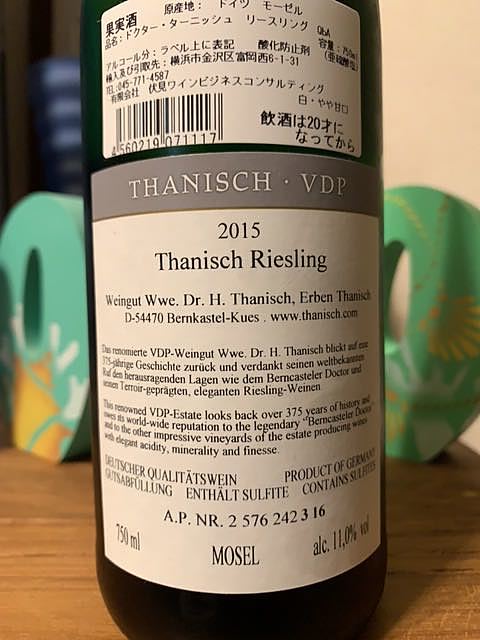 果実酒
原産地： ドイツ モーゼル
品名：ドクター・ターニッシュ リースリング QbA
容量：750ml
アルコール分：ラベル上に表記 酸化防止剤（亜硫酸塩）
輸入及び引取先：横浜市金沢区富岡西6-1-31
TEL:045-771-4587
有限会社 伏見ワインビジネスコンサルティング
白・やや甘口
飲酒は20才に
なってから
4560219071117
THANISCH · VDP
2015
Thanisch Riesling
Weingut Wwe. Dr. H. Thanisch, Erben Thanisch
D-54470 Bernkastel-Kues . www.thanisch.com
Das renomierte VDP-Weingut Wwe. Dr. H. Thanisch blickt auf eine
375-jährige Geschichte zurück und verdankt seinen weltbekannten
Ruf den herausragenden Lagen wie dem Berncasteler Doctor und
seinen Terroir-geprägten, eleganten Riesling-Weinen.
This renowned VDP-Estate looks back over 375 years of history and
owes its world-wide reputation to the legendary "Berncasteler Doctor"
and to the other impressive vineyards of the estate producing wines
with elegant acidity, minerality and finesse.
DEUTSCHER QUALITÄTSWEIN PRODUCT OF GERMANY
GUTSABFÜLLUNG ENTHÄLT SULFITE CONTAINS SULFITES
A.P. NR. 2 576 242 3 16
750 ml MOSEL alc. 11,0% vol